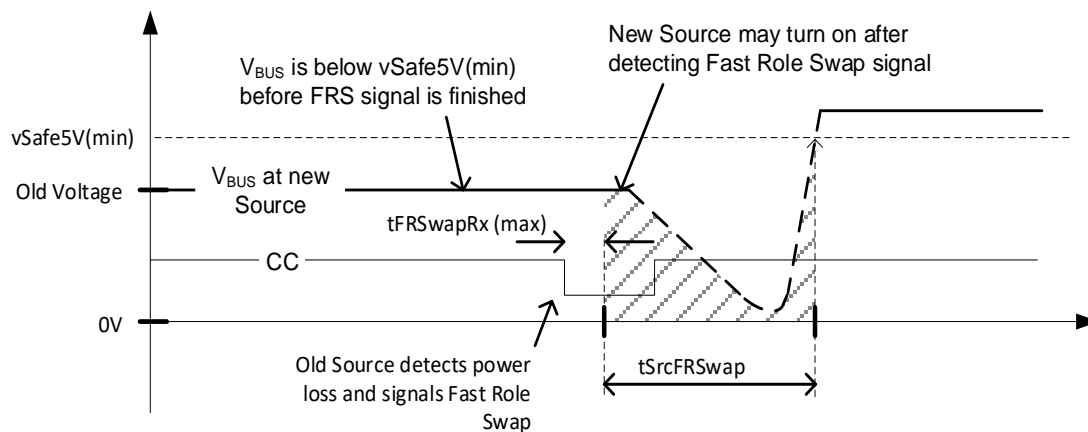 New Source may turn on after
detecting Fast Role Swap signal
VBUS is below vSafe5V(min)
before FRS signal is finished
vSafe5V(min)
Old Voltage
VBUS at new
Source
tFRSwapRx (max)
CC
0V
Old Source detects power
loss and signals Fast Role
Swap
tSrcFRSwap